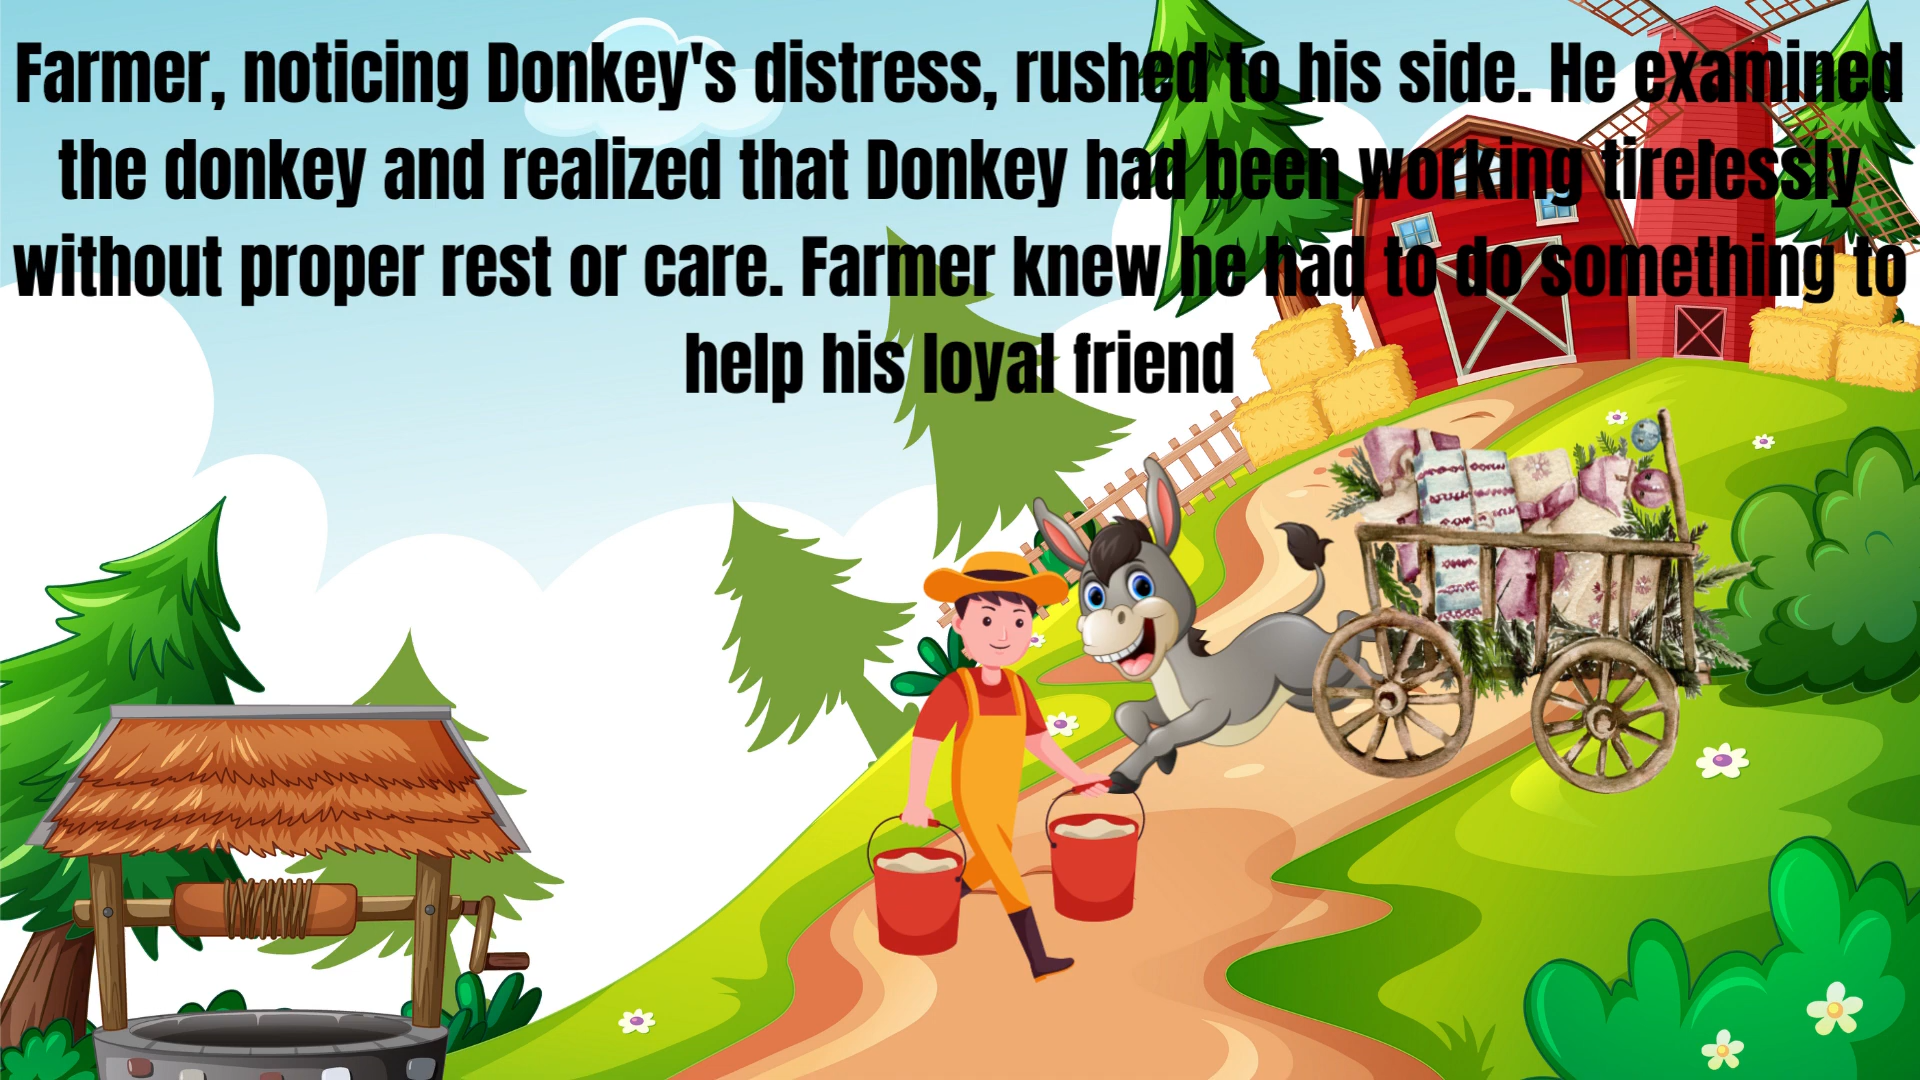 Farmer, noticing Donkey's distress, rushed to his side. He examined
the donkey and realized that Donkey had been working tirelessly
without proper rest or care. Farmer knew he had to do something to
help his loyal friend